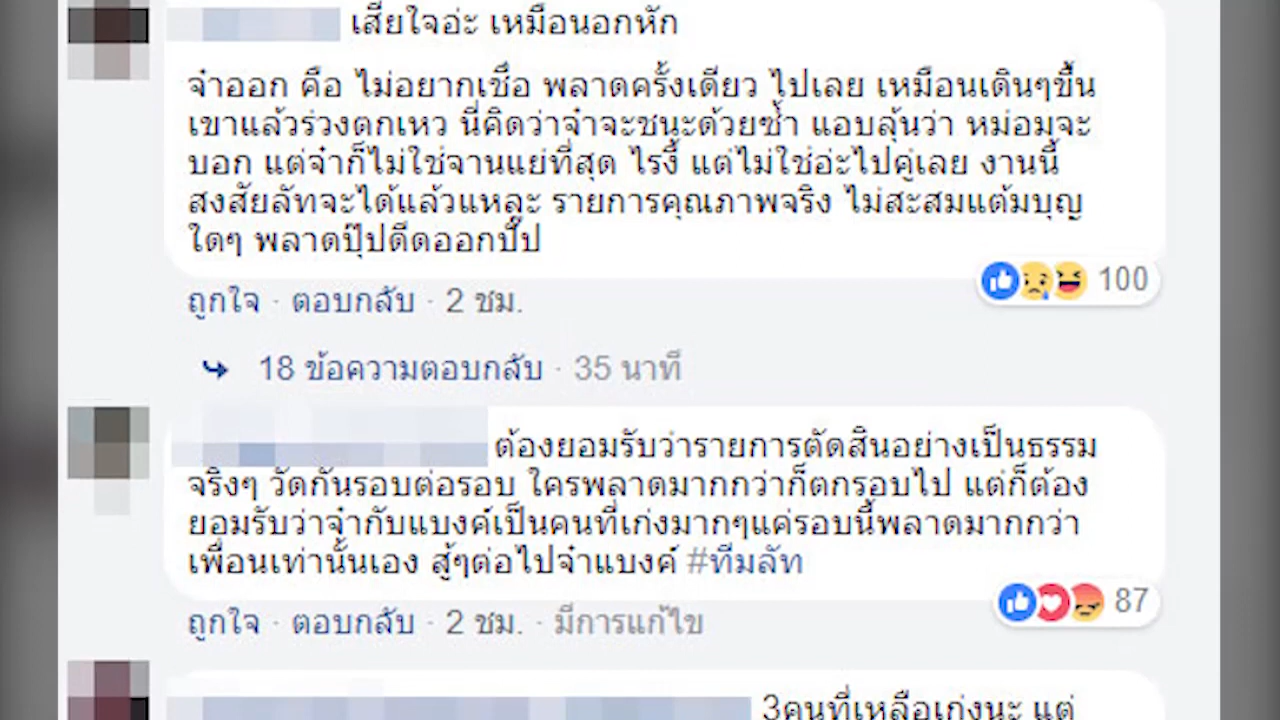 เสียใจอ่ะ เหมือนอกหัก
จ๋าออก คือ ไม่อยากเชื่อ พลาดครั้งเดียว ไปเลย เหมือนเดินๆขึ้น
เขาแล้วร่วงตกเหว นี่คิดว่าจ๋าจะชนะด้วยซ้ำ แอบลุ้นว่า หม่อมจะ
บอก แต่จ๋าก็ไม่ใช่จานแย่ที่สุด ไรงี้ แต่ไม่ใช่อ่ะไปคู่เลย งานนี้
สงสัยลัทจะได้แล้วแหละ รายการคุณภาพจริง ไม่สะสมแต้มบุญ
ใดๆ พลาดปุ๊ปดีดออกปั๊ป
100
ถูกใจ · ตอบกลับ · 2 ชม.
18 ข้อความตอบกลับ · 35 นาที
ต้องยอมรับว่ารายการตัดสินอย่างเป็นธรรม
จริงๆ วัดกันรอบต่อรอบ ใครพลาดมากกว่าก็ตกรอบไป แต่ก็ต้อง
ยอมรับว่าจ๋ากับแบงค์เป็นคนที่เก่งมากๆแค่รอบนี้พลาดมากกว่า
เพื่อนเท่านั้นเอง สู้ๆต่อไปจ๋าแบงค์ #ทีมลัท
87
ถูกใจ · ตอบกลับ · 2 ชม. · มีการแก้ไข
3คนที่เหลือเก่งนะ แต่